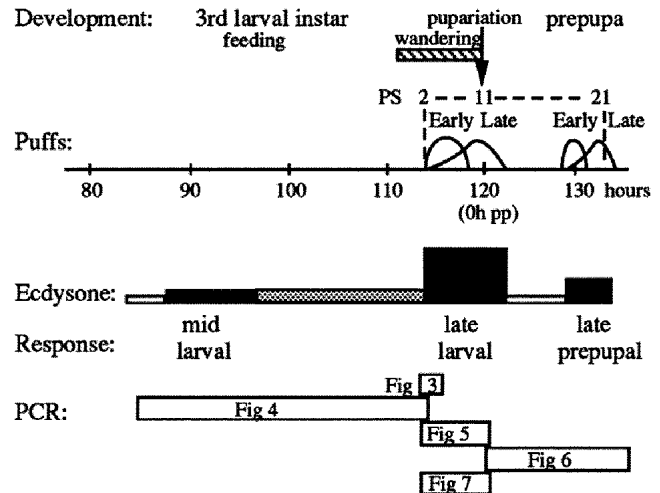 Development: 3rd larval instar pupariation prepupa
feeding wandering
PS 2 11 21
Early Late Early Late
Puffs:
80 90 100 110 120 130 hours
(0h pp)
Ecdysone:
mid late late
Response: larval larval prepupal
Fig 3
PCR: Fig 4
Fig 5
Fig 6
Fig 7